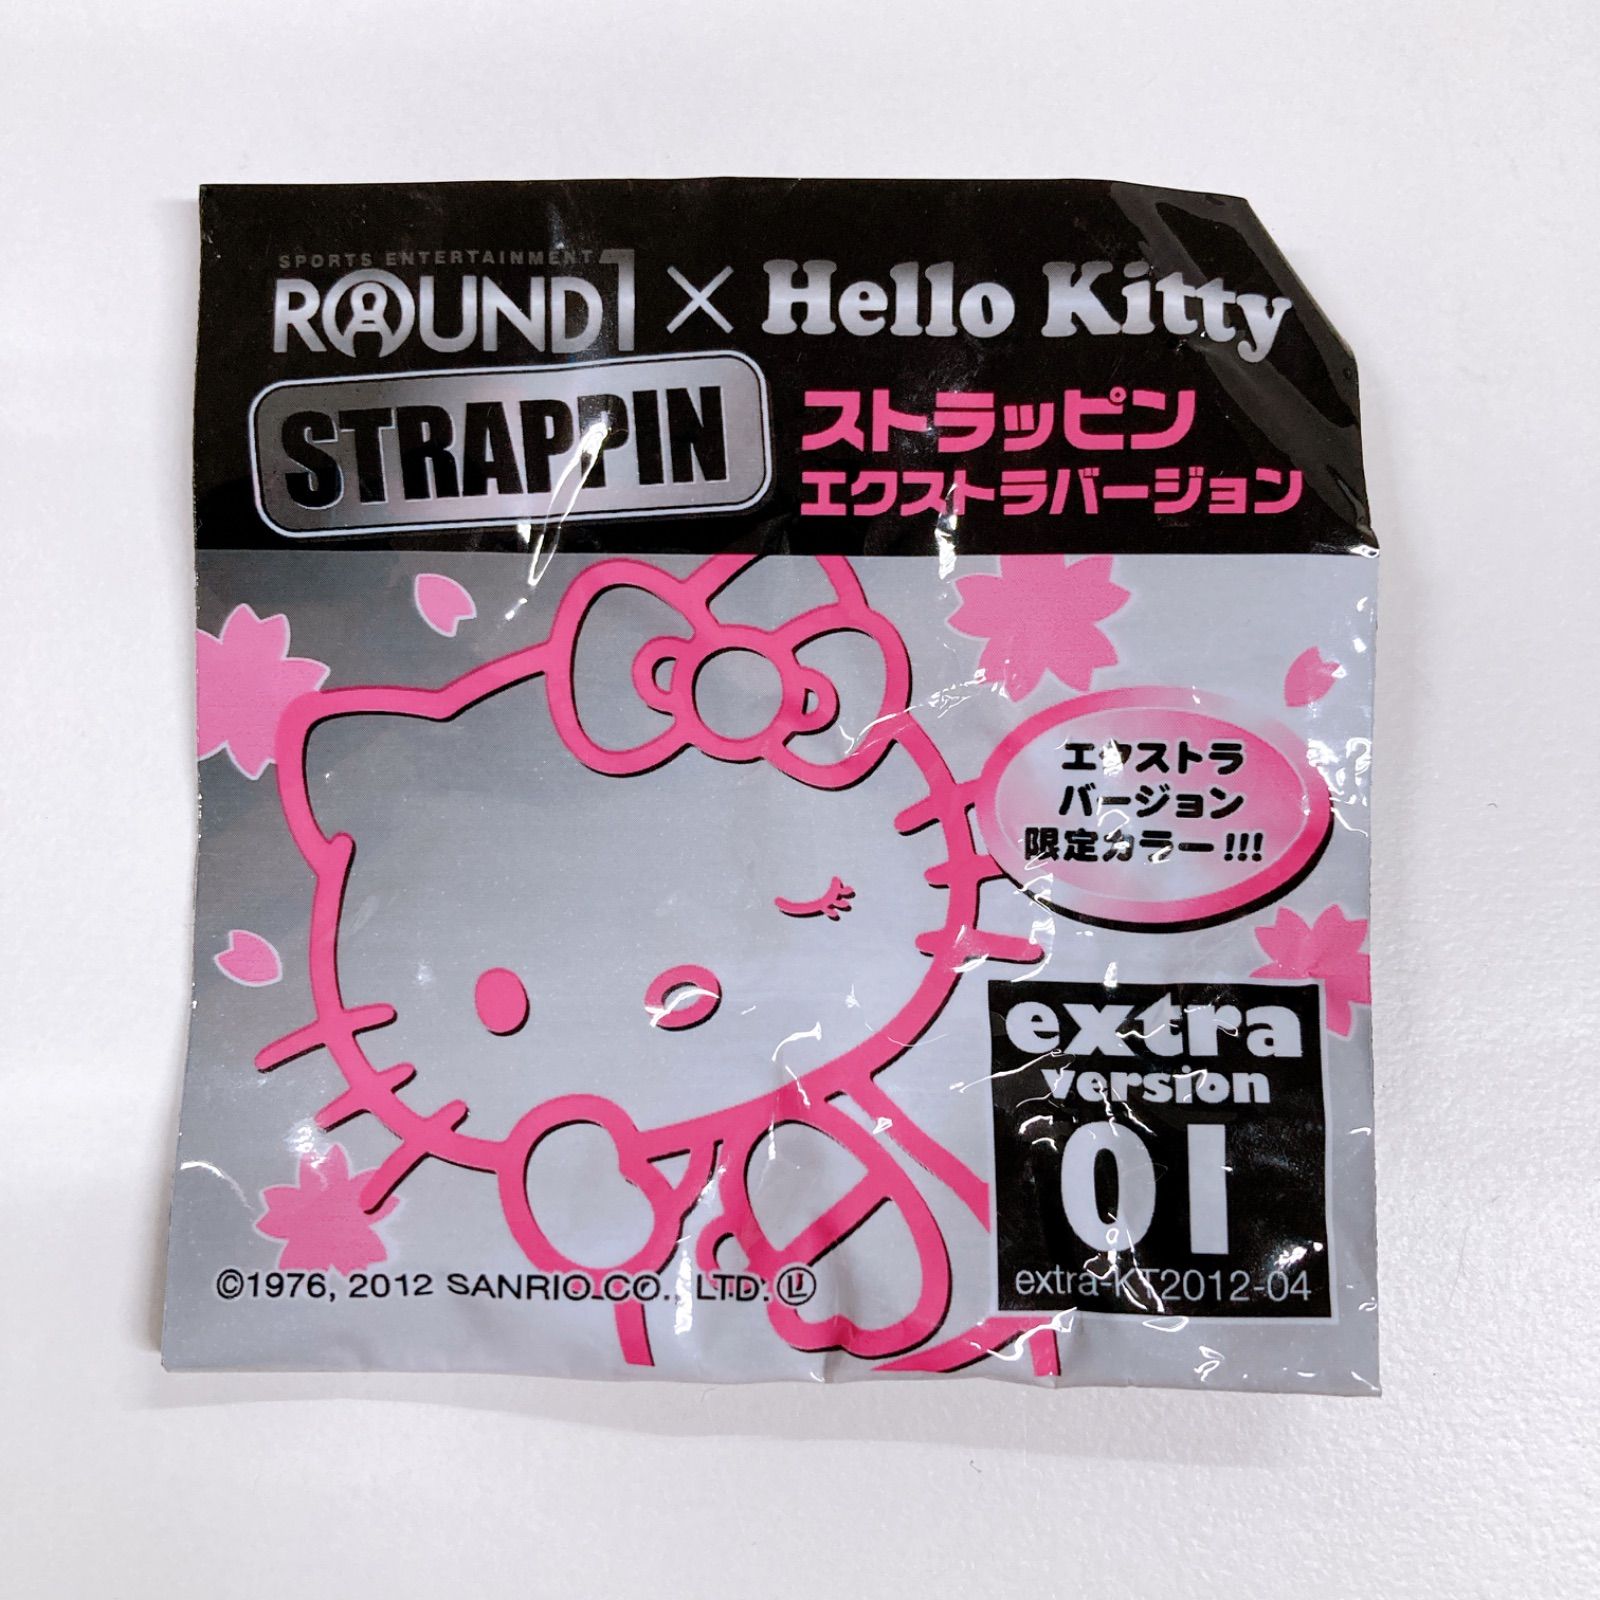 SPORTS ENTERTAINMENT
ROUND1 × Hello Kitty
STRAPPIN
ストラッピン
エクストラバージョン
エクストラ
バージョン
限定カラー!!!
extra
version
01
extra-KT2012-04
©1976, 2012 SANRIO CO., LTD. Ⓛ